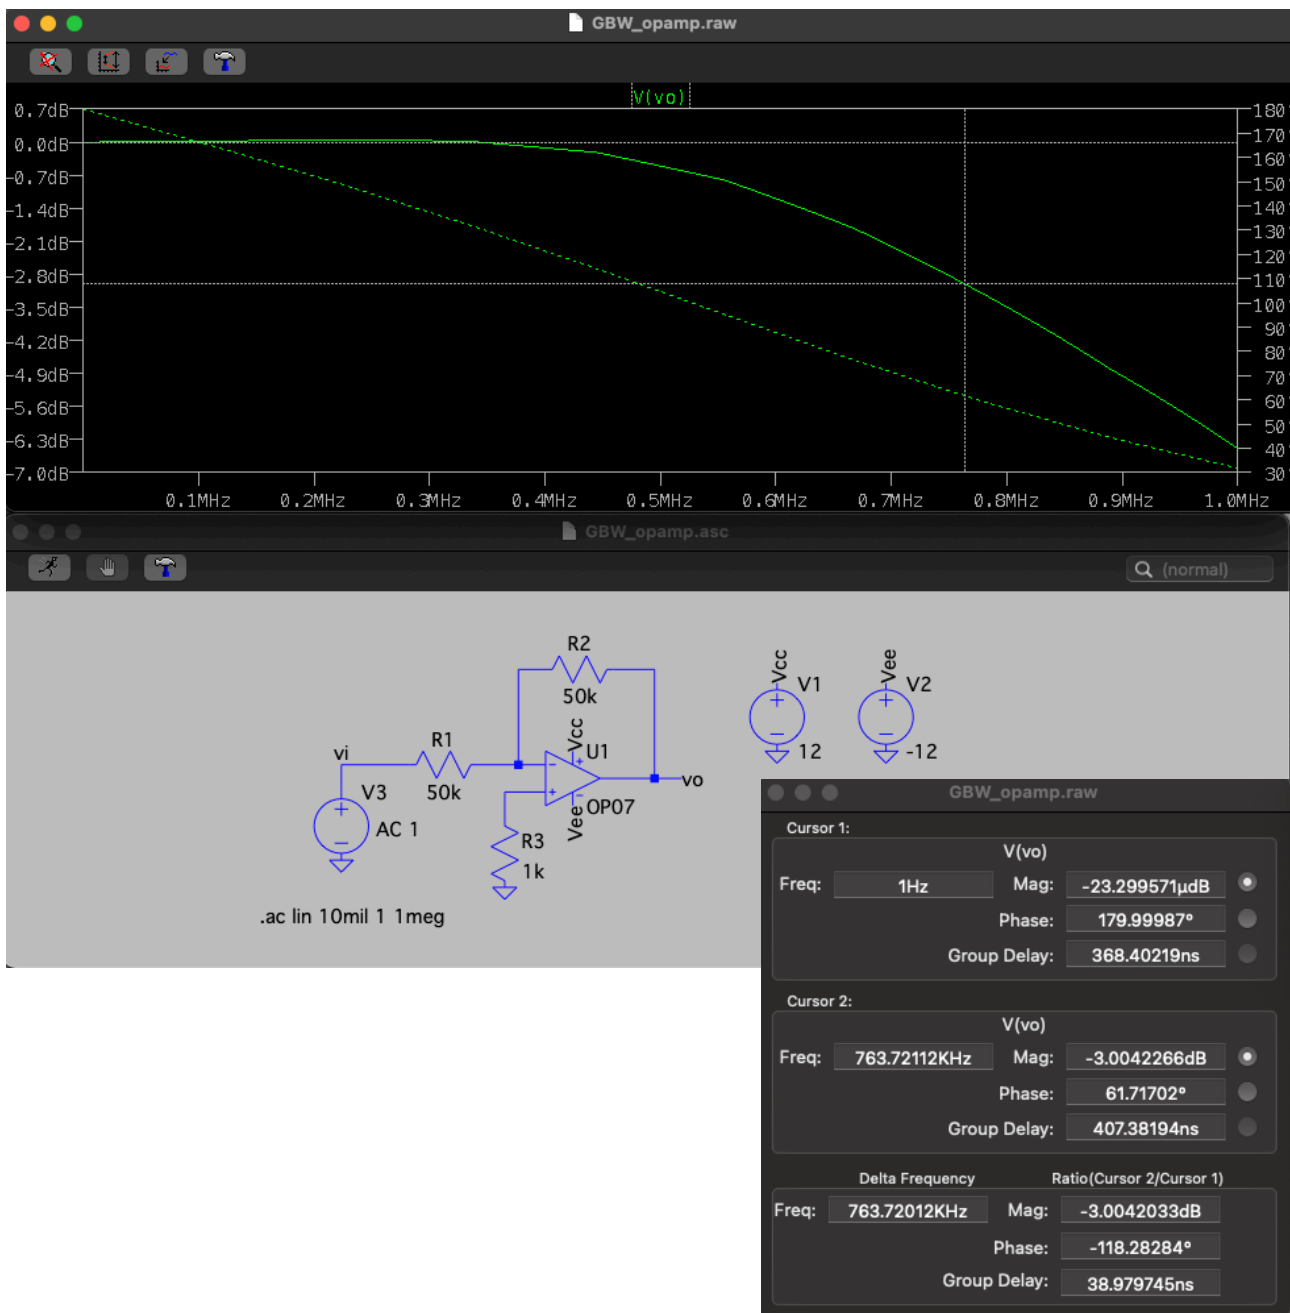 GBW_opamp.raw
V(vo)
0.7dB
0.0dB
-0.7dB
-1.4dB
-2.1dB
-2.8dB
-3.5dB
-4.2dB
-4.9dB
-5.6dB
-6.3dB
-7.0dB
180°
170°
160°
150°
140°
130°
120°
110°
100°
90°
80°
70°
60°
50°
40°
30°
0.1MHz 0.2MHz 0.3MHz 0.4MHz 0.5MHz 0.6MHz 0.7MHz 0.8MHz 0.9MHz 1.0MHz
GBW_opamp.asc
(normal)
R2
50k
Vcc
V1
12
Vee
V2
-12
vi
R1
50k
Vcc
U1
- +
+ -
OP07
Vee
vo
V3
+
-
AC 1
R3
1k
.ac lin 10mil 1 1meg
GBW_opamp.raw
Cursor 1:
V(vo)
Freq: 1Hz Mag: -23.299571µdB
Phase: 179.99987°
Group Delay: 368.40219ns
Cursor 2:
V(vo)
Freq: 763.72112KHz Mag: -3.0042266dB
Phase: 61.71702°
Group Delay: 407.38194ns
Delta Frequency Ratio(Cursor 2/Cursor 1)
Freq: 763.72012KHz Mag: -3.0042033dB
Phase: -118.28284°
Group Delay: 38.979745ns